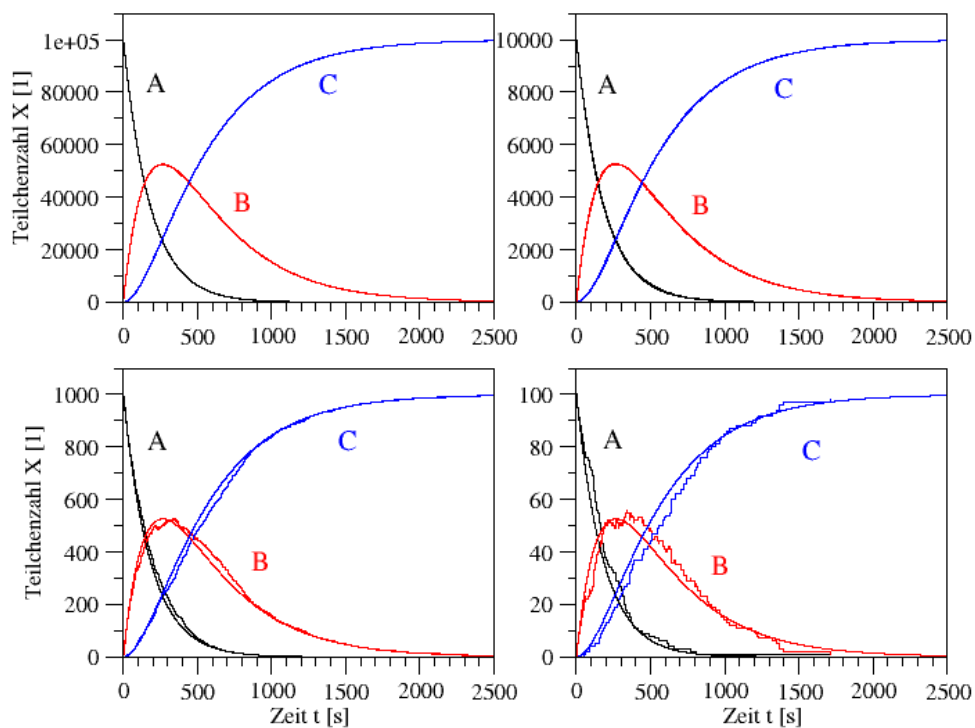 Teilchenzahl X [1]
1e+05
80000
60000
40000
20000
0
A
C
B
0 500 1000 1500 2000 2500
10000
8000
6000
4000
2000
0
A
C
B
0 500 1000 1500 2000 2500
Teilchenzahl X [1]
1000
800
600
400
200
0
A
C
B
0 500 1000 1500 2000 2500
Zeit t [s]
100
80
60
40
20
0
A
C
B
0 500 1000 1500 2000 2500
Zeit t [s]